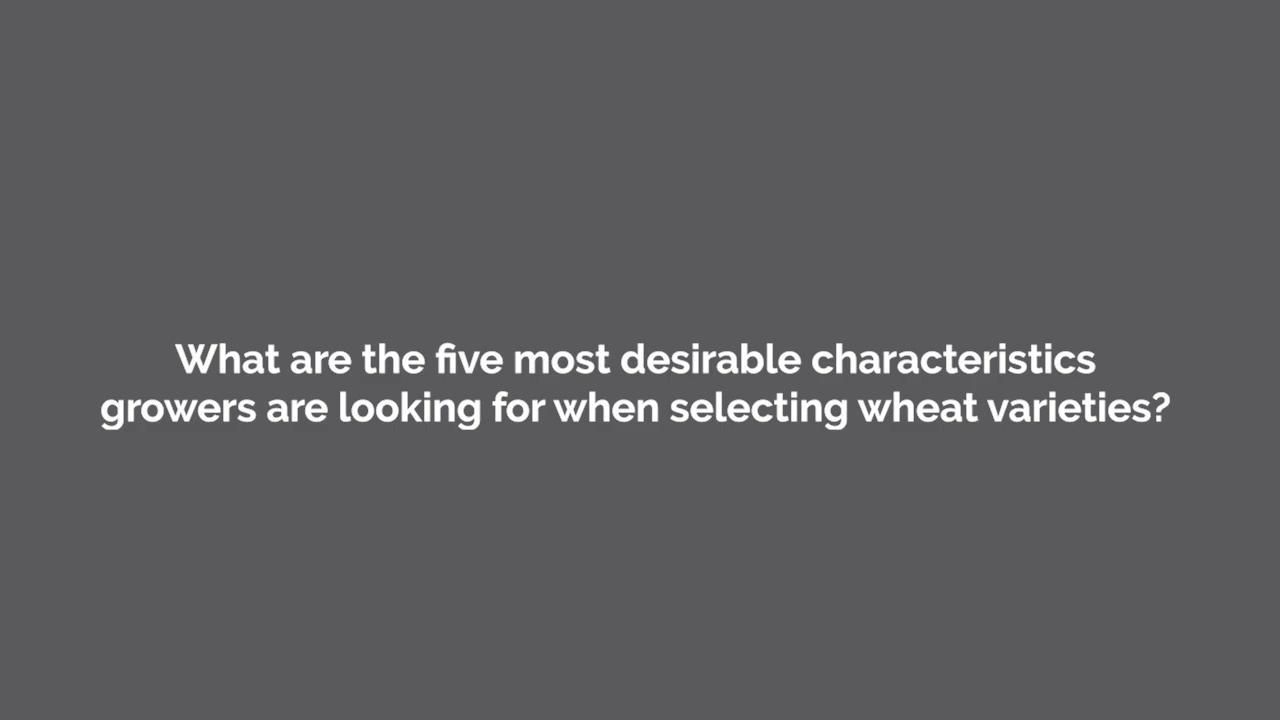 What are the five most desirable characteristics
growers are looking for when selecting wheat varieties?